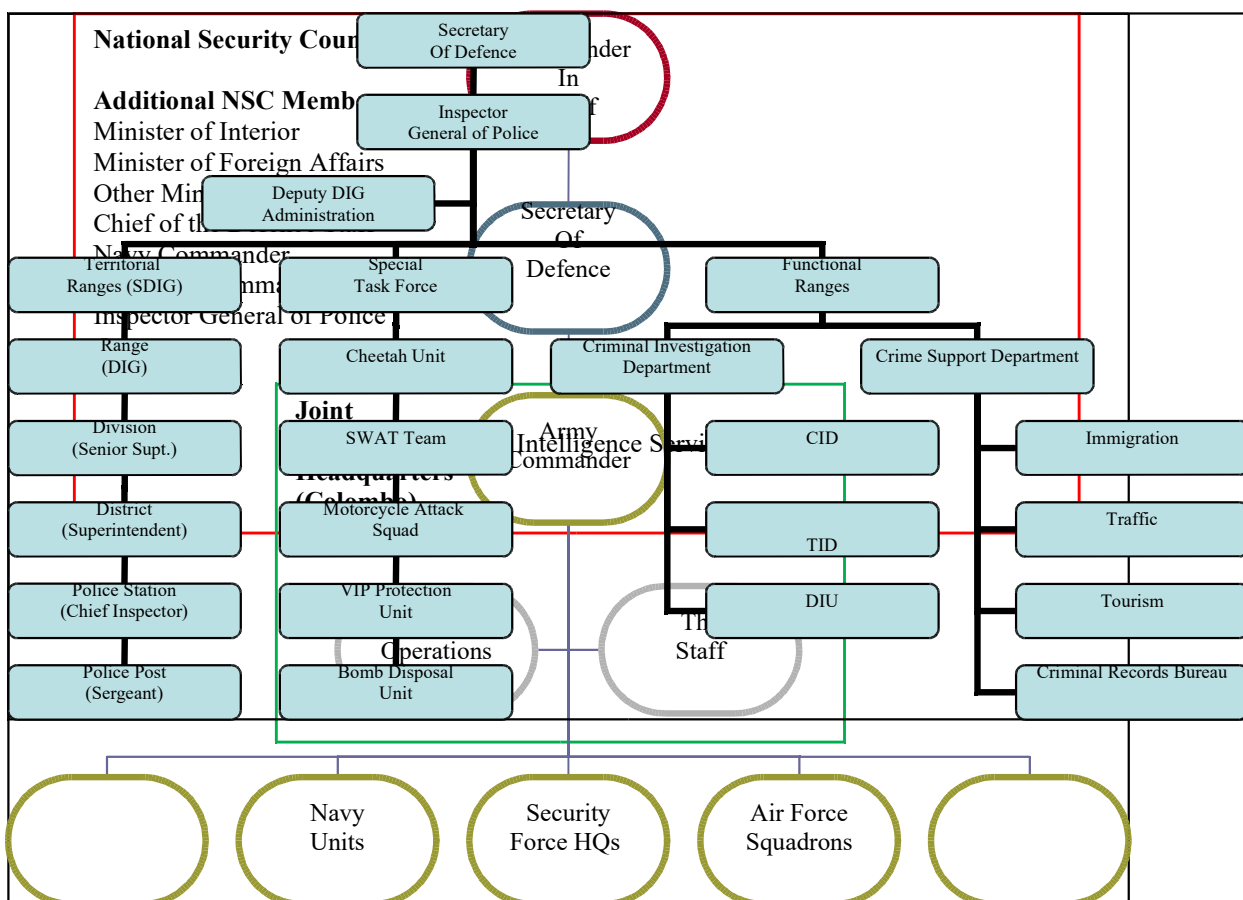 National Security Coun
Secretary
Of Defence
nder
In
f
Additional NSC Memb
Inspector
General of Police
Minister of Interior
Minister of Foreign Affairs
Other Min
Deputy DIG
Administration
Chief of th
Navy Commander
Inspector General of Police
Secretary
Of
Defence
Territorial
Ranges (SDIG)
Special
Task Force
Functional
Ranges
Range
(DIG)
Cheetah Unit
Criminal Investigation
Department
Crime Support Department
Joint
Headquarters
(Colombo)
Division
(Senior Supt.)
SWAT Team
Army
Commander
Intelligence Servi
CID
Immigration
District
(Superintendent)
Motorcycle Attack
Squad
TID
Traffic
Police Station
(Chief Inspector)
VIP Protection
Unit
DIU
Tourism
Operations
Th
Staff
Police Post
(Sergeant)
Bomb Disposal
Unit
Criminal Records Bureau
Navy
Units
Security
Force HQs
Air Force
Squadrons